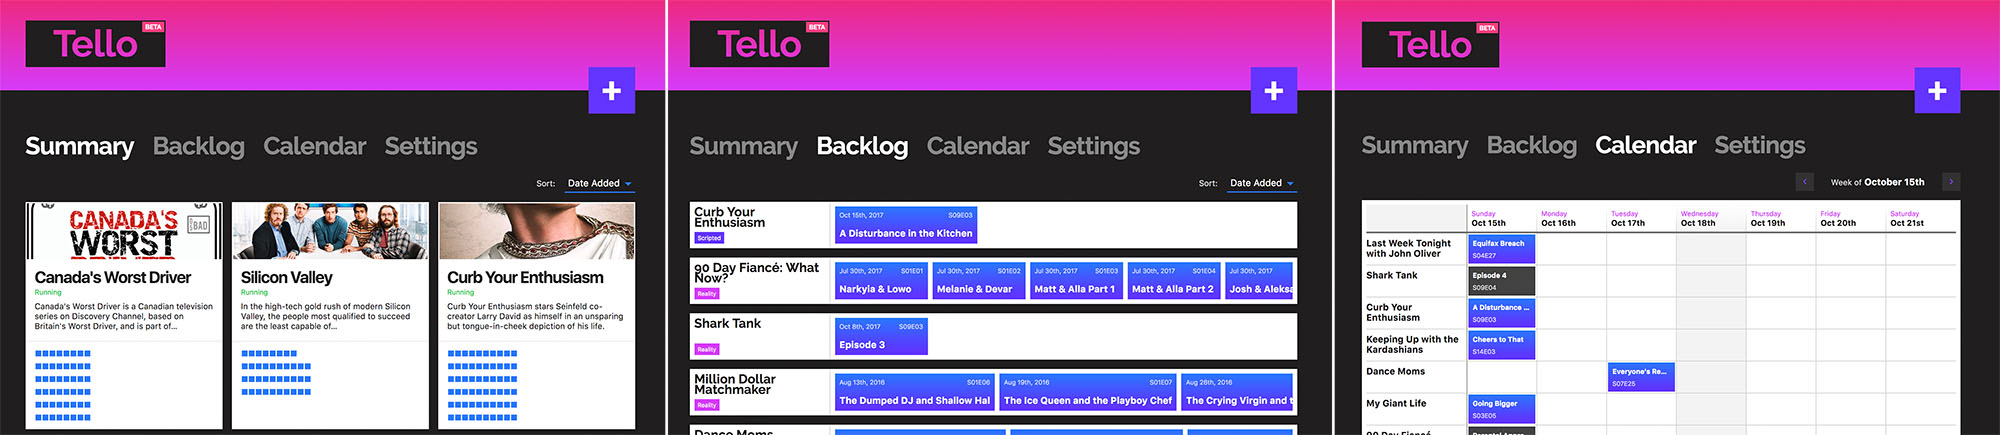 Tello
BETA
+
Summary Backlog Calendar Settings
Sort: Date Added
CANADA'S
WORST
BAD
Canada's Worst Driver
Running
Canada's Worst Driver is a Canadian television
series on Discovery Channel, based on
Britain's Worst Driver, and is part of...
Silicon Valley
Running
In the high-tech gold rush of modern Silicon
Valley, the people most qualified to succeed
are the least capable of...
Curb Your Enthusiasm
Running
Curb Your Enthusiasm stars Seinfeld co-
creator Larry David as himself in an unsparing
but tongue-in-cheek depiction of his life.
Tello
BETA
+
Summary Backlog Calendar Settings
Sort: Date Added
Curb Your
Enthusiasm
Scripted
Oct 15th, 2017 S09E03
A Disturbance in the Kitchen
90 Day Fiancé: What
Now?
Reality
Jul 30th, 2017 S01E01
Narkyia & Lowo
Jul 30th, 2017 S01E02
Melanie & Devar
Jul 30th, 2017 S01E03
Matt & Alla Part 1
Jul 30th, 2017 S01E04
Matt & Alla Part 2
Jul 30th, 2017
Josh & Aleksa
Shark Tank
Reality
Oct 8th, 2017 S09E03
Episode 3
Million Dollar
Matchmaker
Reality
Aug 13th, 2016 S01E06
The Dumped DJ and Shallow Hal
Aug 19th, 2016 S01E07
The Ice Queen and the Playboy Chef
Aug 26th, 2016
The Crying Virgin and t
Dance Moms
Tello
BETA
+
Summary Backlog Calendar Settings
‹ Week of October 15th ›
Sunday Monday Tuesday Wednesday Thursday Friday Saturday
Oct 15th Oct 16th Oct 17th Oct 18th Oct 19th Oct 20th Oct 21st
Last Week Tonight
with John Oliver
Equifax Breach
S04E27
Shark Tank
Episode 4
S09E04
Curb Your
Enthusiasm
A Disturbance ...
S09E03
Keeping Up with the
Kardashians
Cheers to That
S14E03
Dance Moms
Everyone's Re...
S07E25
My Giant Life
Going Bigger
S03E05
90 Day Fiancé